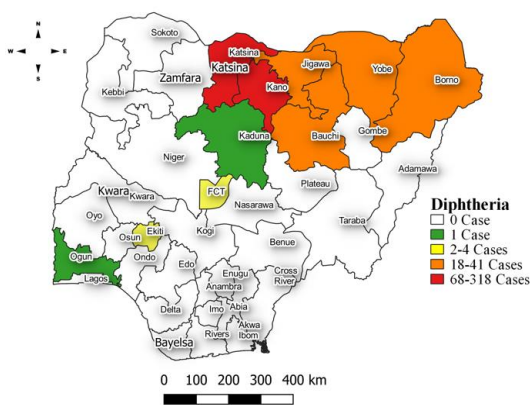 N
W E
S
Sokoto
Katsina
Katsina
Zamfara
Kebbi
Kano
Jigawa
Yobe
Borno
Kaduna
Bauchi
Gombe
Niger
Adamawa
FCT
Plateau
Nasarawa
Kwara
Kwara
Taraba
Oyo
Kogi
Ekiti
Osun
Benue
Ogun
Ondo
Lagos
Edo
Enugu
Cross
River
Anambra
Delta
Imo
Abia
Akwa
Ibom
Rivers
Bayelsa
Diphtheria
0 Case
1 Case
2-4 Cases
18-41 Cases
68-318 Cases
0 100 200 300 400 km